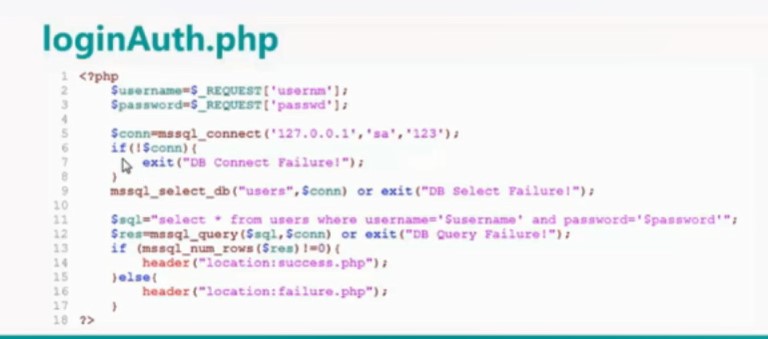 loginAuth.php
1 <?php
2 $username=$_REQUEST['usernm'];
3 $password=$_REQUEST['passwd'];
4
5 $conn=mssql_connect('127.0.0.1','sa','123');
6 if(!$conn){
7 exit("DB Connect Failure!");
8 }
9 mssql_select_db("users",$conn) or exit("DB Select Failure!");
10
11 $sql="select * from users where username='$username' and password='$password'";
12 $res=mssql_query($sql,$conn) or exit("DB Query Failure!");
13 if (mssql_num_rows($res)!=0){
14 header("location:success.php");
15 }else{
16 header("location:failure.php");
17 }
18 ?>